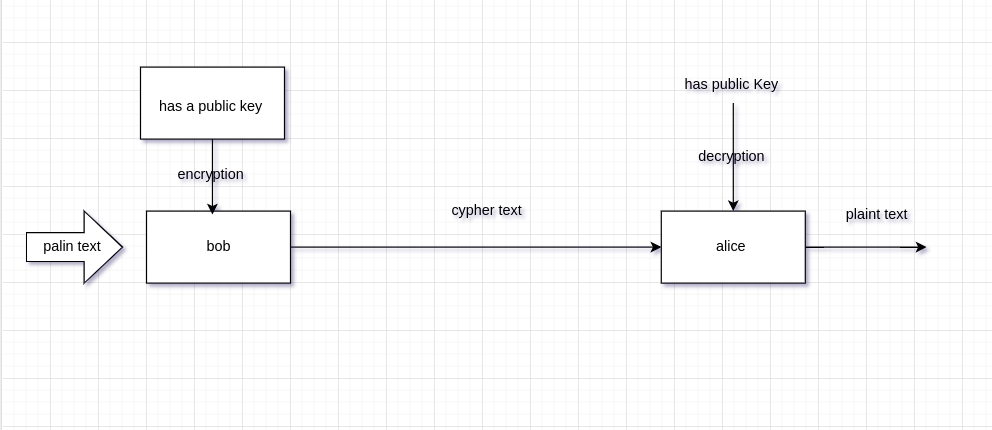 has a public key
has public Key
encryption
decryption
palin text
bob
cypher text
alice
plaint text